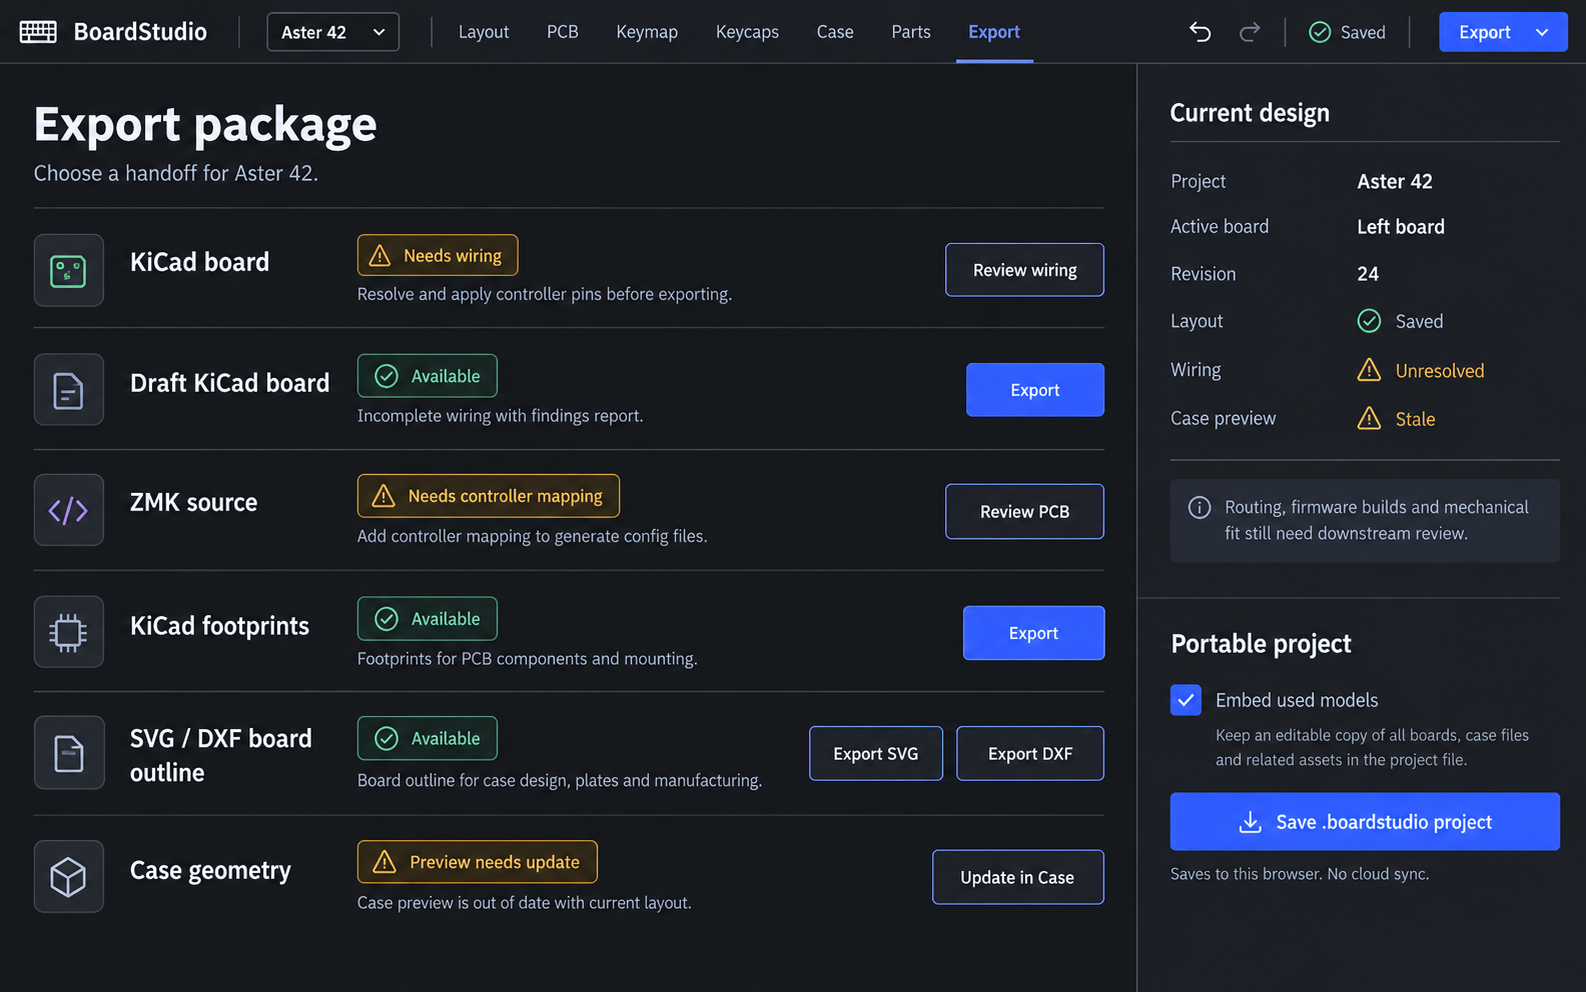 BoardStudio
Aster 42
Layout
PCB
Keymap
Keycaps
Case
Parts
Export
Saved
Export
Export package
Choose a handoff for Aster 42.
KiCad board
Needs wiring
Resolve and apply controller pins before exporting.
Review wiring
Draft KiCad board
Available
Incomplete wiring with findings report.
Export
ZMK source
Needs controller mapping
Add controller mapping to generate config files.
Review PCB
KiCad footprints
Available
Footprints for PCB components and mounting.
Export
SVG / DXF board
outline
Available
Board outline for case design, plates and manufacturing.
Export SVG
Export DXF
Case geometry
Preview needs update
Case preview is out of date with current layout.
Update in Case
Current design
Project
Aster 42
Active board
Left board
Revision
24
Layout
Saved
Wiring
Unresolved
Case preview
Stale
Routing, firmware builds and mechanical
fit still need downstream review.
Portable project
Embed used models
Keep an editable copy of all boards, case files
and related assets in the project file.
Save .boardstudio project
Saves to this browser. No cloud sync.